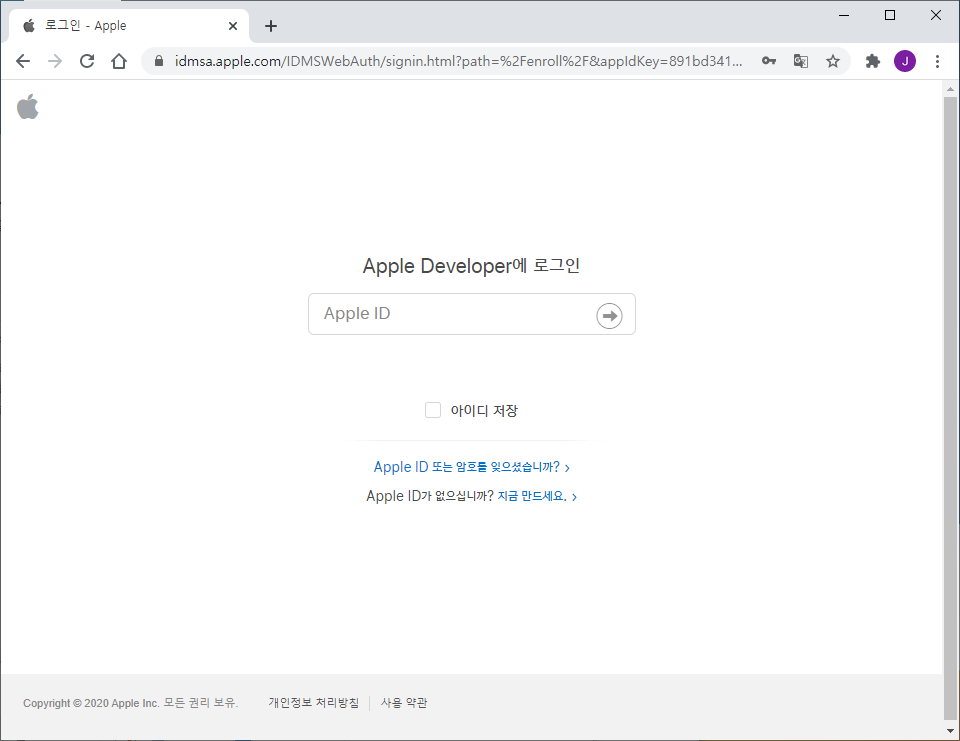 로그인 - Apple
idmsa.apple.com/IDMSWebAuth/signin.html?path=%2Fenroll%2F&appIdKey=891bd341...
J
Apple Developer에 로그인
Apple ID
아이디 저장
Apple ID 또는 암호를 잊으셨습니까? >
Apple ID가 없으십니까? 지금 만드세요. >
Copyright © 2020 Apple Inc. 모든 권리 보유. 개인정보 처리방침 | 사용 약관